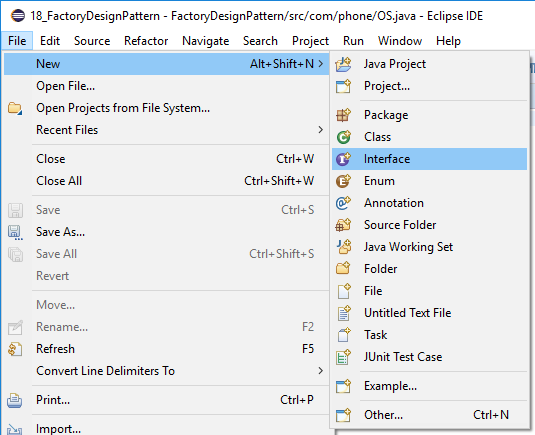 18_FactoryDesignPattern - FactoryDesignPattern/src/com/phone/OS.java - Eclipse IDE
File Edit Source Refactor Navigate Search Project Run Window Help
New Alt+Shift+N >
Open File...
Open Projects from File System...
Recent Files >
Close Ctrl+W
Close All Ctrl+Shift+W
Save Ctrl+S
Save As...
Save All Ctrl+Shift+S
Revert
Move...
Rename... F2
Refresh F5
Convert Line Delimiters To >
Print... Ctrl+P
Import...
Java Project
Project...
Package
Class
Interface
Enum
Annotation
Source Folder
Java Working Set
Folder
File
Untitled Text File
Task
JUnit Test Case
Example...
Other... Ctrl+N